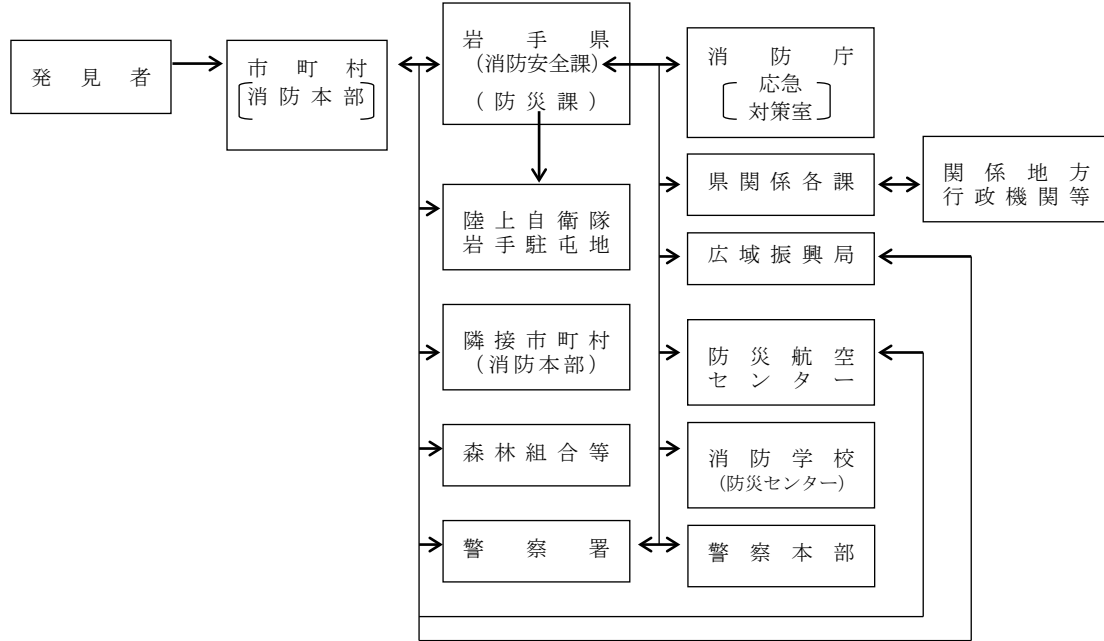 発見者
市町村
消防本部
岩手県
(消防安全課)
(防災課)
消防庁
応急
対策室
県関係各課
関係地方
行政機関等
陸上自衛隊
岩手駐屯地
広域振興局
隣接市町村
(消防本部)
防災航空
センター
森林組合等
消防学校
(防災センター)
警察署
警察本部